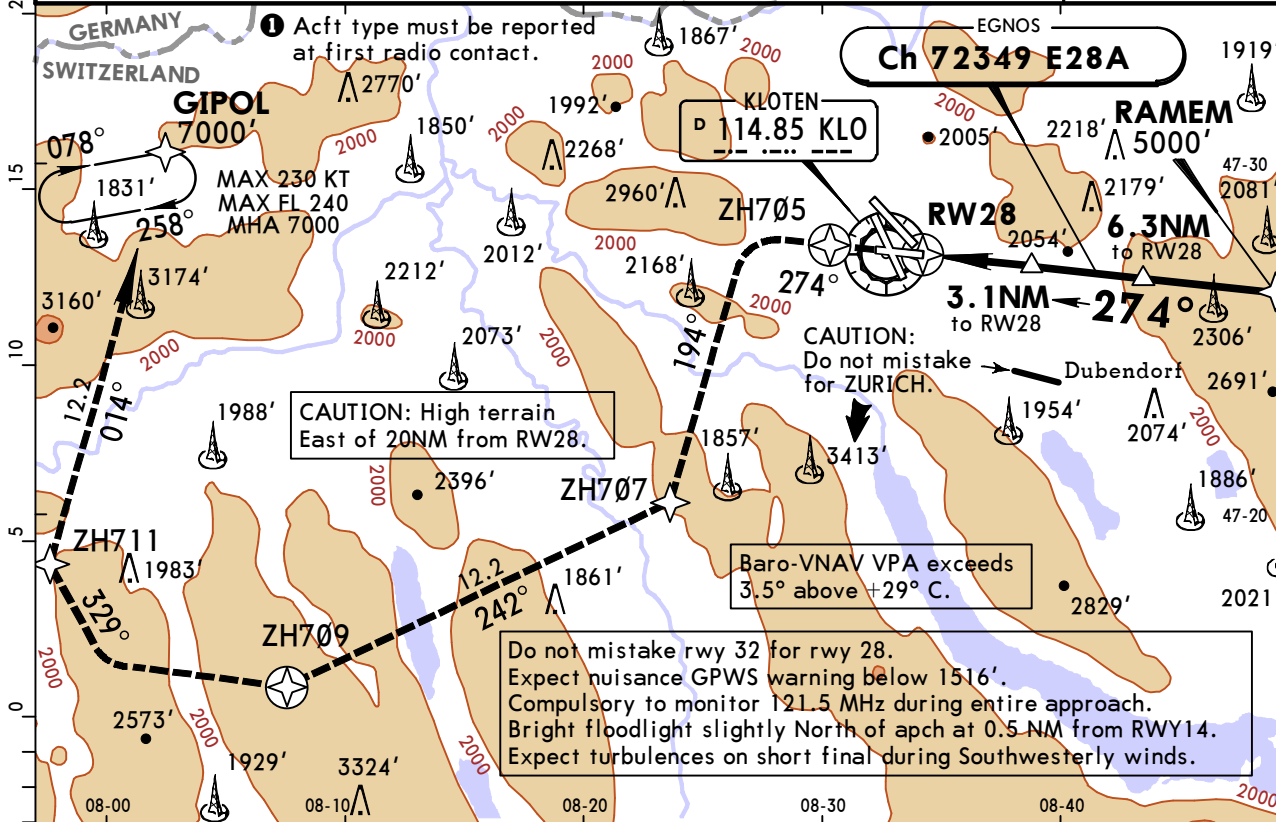 2
GERMANY
SWITZERLAND
❶ Acft type must be reported
at first radio contact.
1867'
2000
2000
EGNOS
Ch 72349 E28A
1919'
2770'
GIPOL
7000'
078°
1831'
258°
MAX 230 KT
MAX FL 240
MHA 7000
2000
1850'
2000
1992'
2268'
KLOTEN
D 114.85 KLO
2000
2005'
2218'
RAMEM
5000'
47-30
2081'
2179'
15
2012'
2960'
2000
ZH7Ø5
RW28
2054'
6.3NM
to RW28
3174'
3160'
2212'
2000
2168'
2000
274°
3.1NM
to RW28
274°
2306'
2073'
2000
2000
194°
10
CAUTION:
Do not mistake
for ZURICH.
Dubendorf
2691'
12.2
014°
1988'
CAUTION: High terrain
East of 20NM from RW28.
1954'
2074'
2000
1857'
3413'
2396'
2000
ZH7Ø7
1886'
47-20
5
ZH711
1983'
329°
12.2
242°
1861'
Baro-VNAV VPA exceeds
3.5° above +29° C.
2829'
2021
ZH7Ø9
2000
Do not mistake rwy 32 for rwy 28.
Expect nuisance GPWS warning below 1516'.
Compulsory to monitor 121.5 MHz during entire approach.
Bright floodlight slightly North of apch at 0.5 NM from RWY14.
Expect turbulences on short final during Southwesterly winds.
0
2573'
2000
1929'
3324'
2000
2000
08-00
08-10
08-20
08-30
08-40